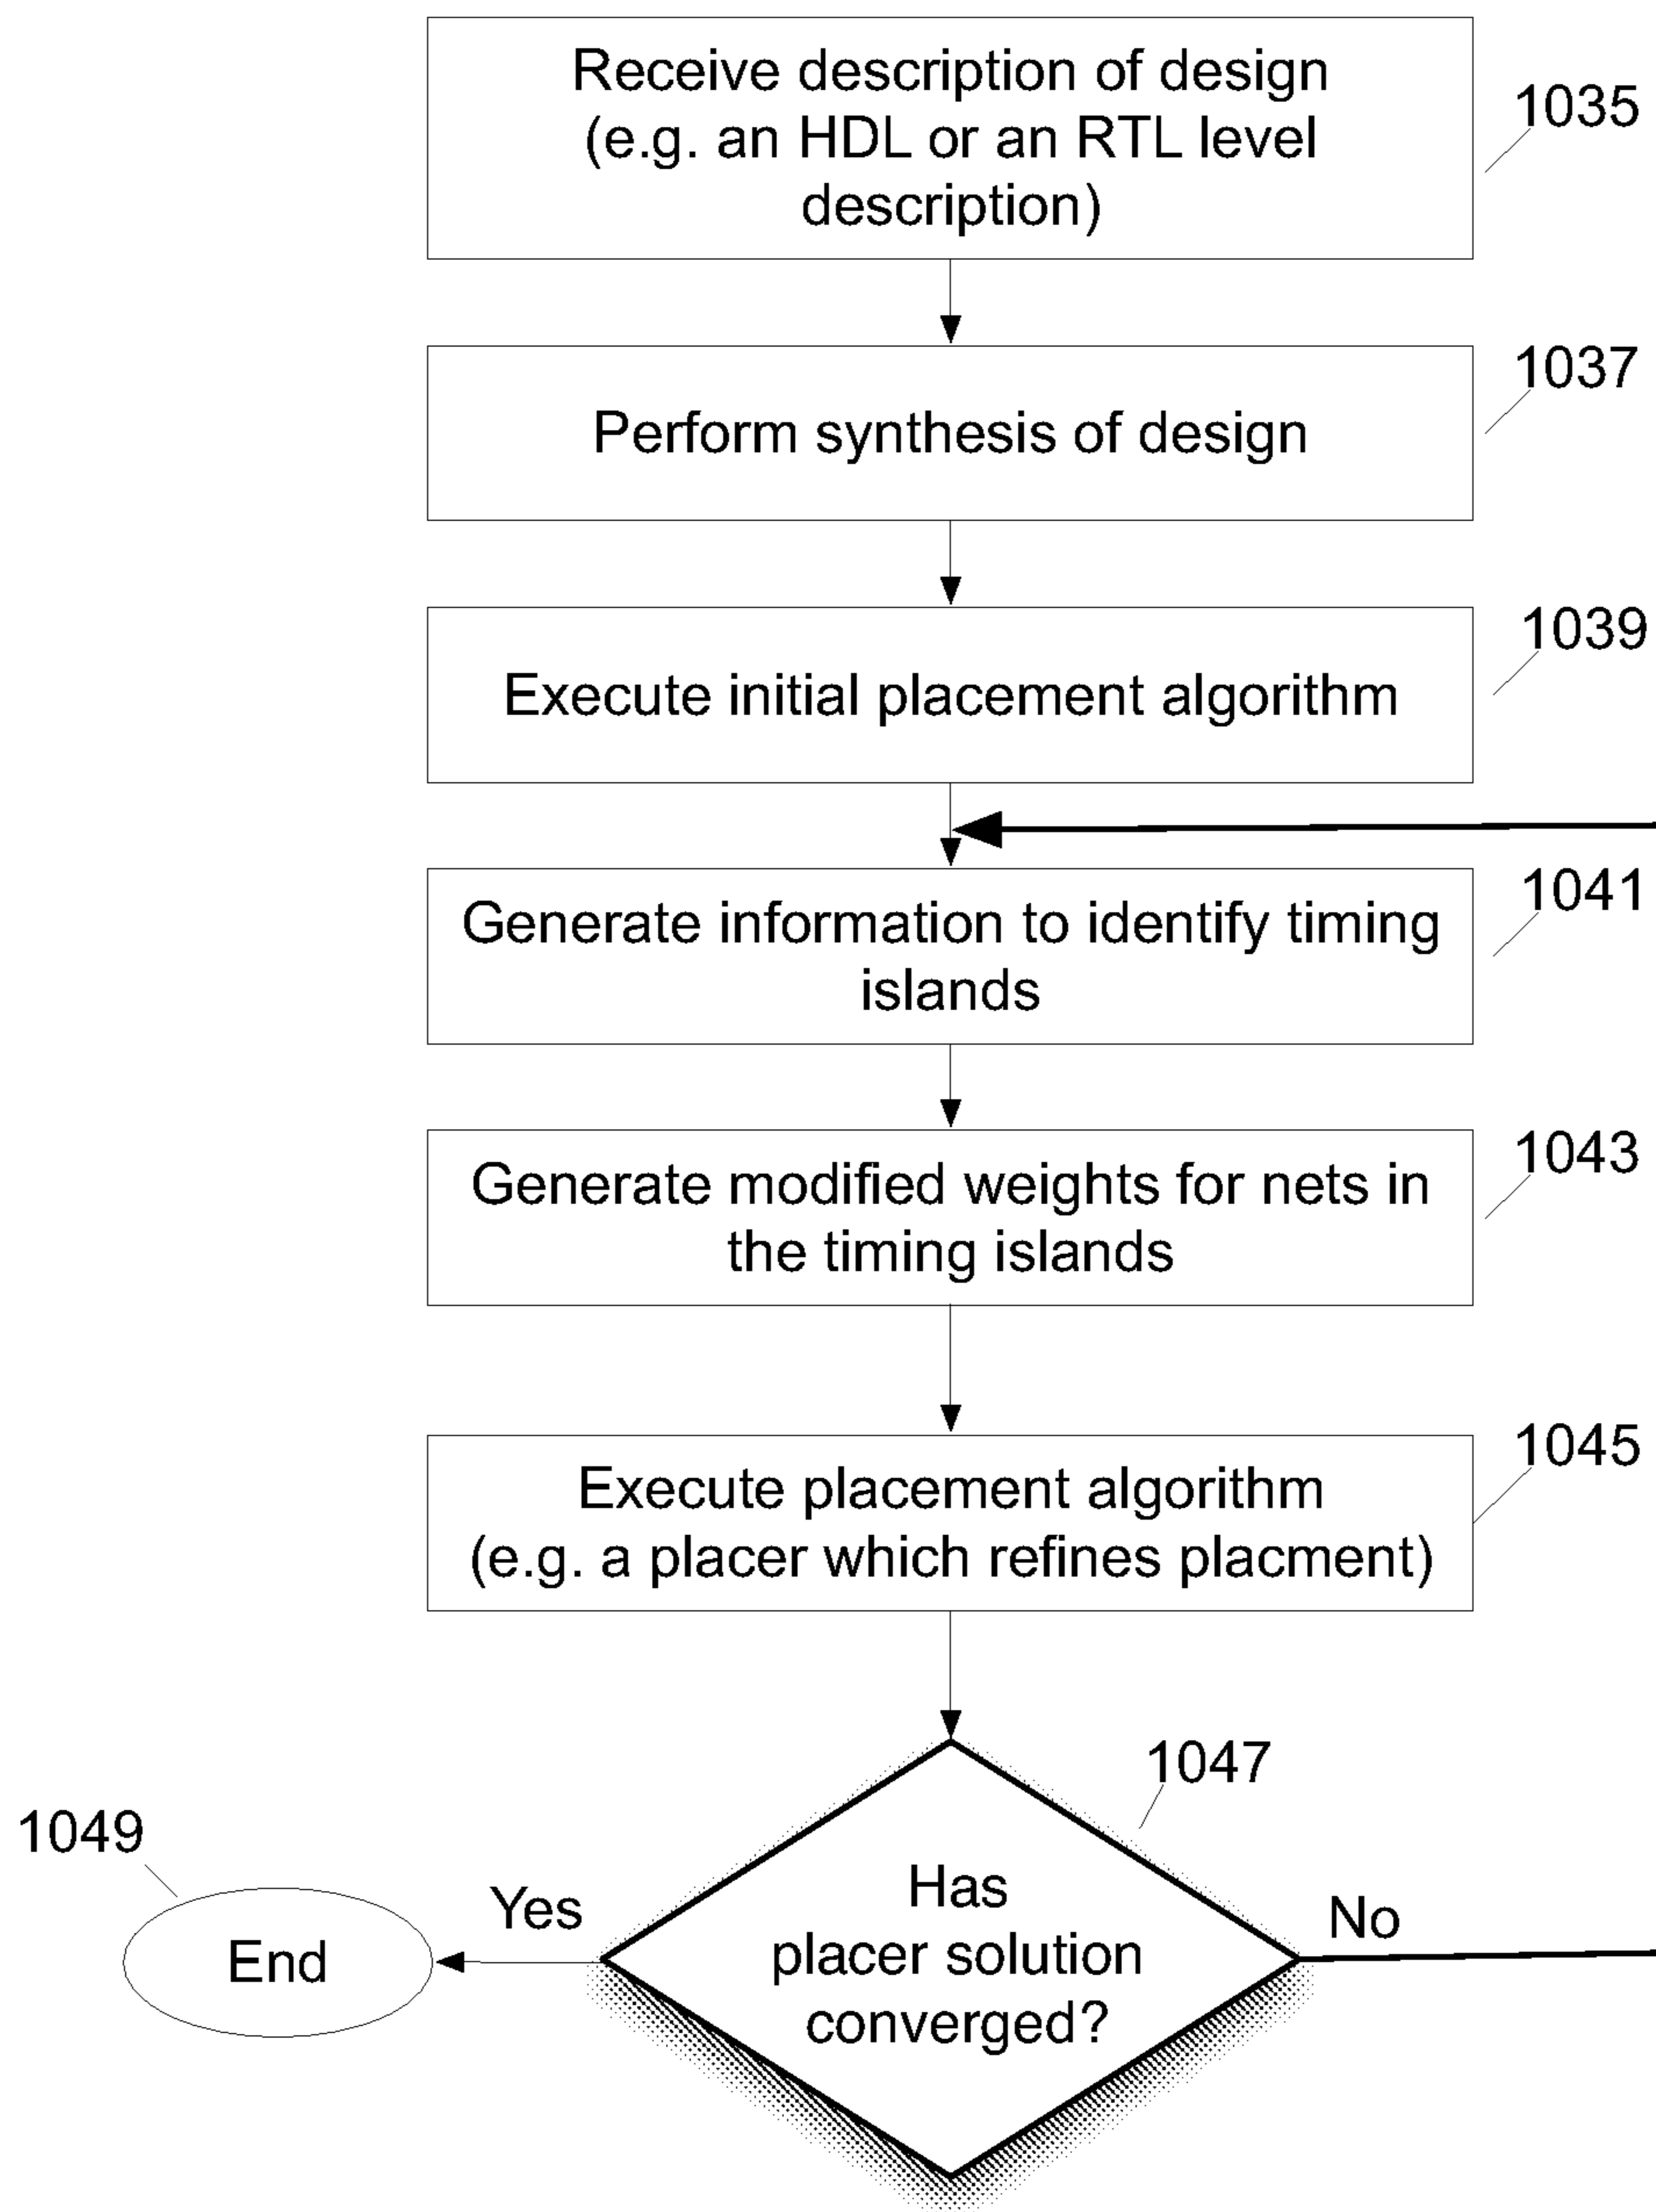 Receive description of design
(e.g. an HDL or an RTL level
description)
1035
Perform synthesis of design
1037
Execute initial placement algorithm
1039
Generate information to identify timing
islands
1041
Generate modified weights for nets in
the timing islands
1043
Execute placement algorithm
(e.g. a placer which refines placment)
1045
Has
placer solution
converged?
1047
Yes
No
End
1049